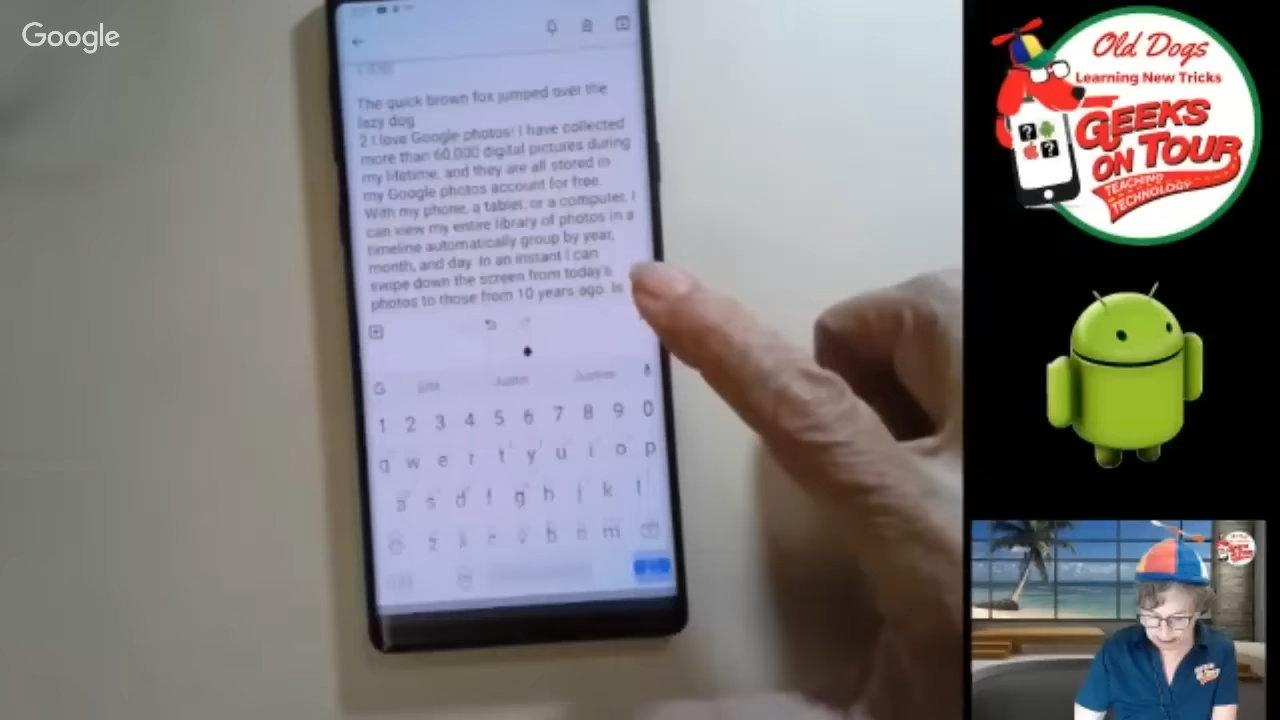 Google
The quick brown fox jumped over the
lazy dog
2 I love Google photos! I have collected
more than 60,000 digital pictures during
my lifetime, and they are all stored in
my Google photos account for free.
With my phone, a tablet, or a computer, I
can view my entire library of photos in a
timeline automatically group by year,
month, and day. In an instant I can
swipe down the screen from today's
photos to those from 10 years ago. Is
just Justin Justice
1 2 3 4 5 6 7 8 9 0
q w e r t y u i o p
a s d f g h j k l
z x c v b n m
Old Dogs
Learning New Tricks
GEEKS
ON TOUR
TEACHING
TECHNOLOGY